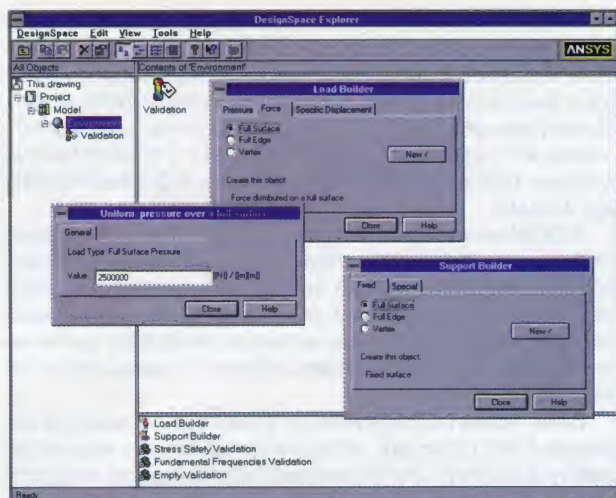 DesignSpace Explorer
DesignSpace Edit View Tools Help
ANSYS
All Objects
Contents of 'Environment'
This drawing
Project
Model
Environment
Validation
Validation
Load Builder
Pressure Force Specific Displacement
Full Surface
Full Edge
Vertex
New <
Create this object:
Force distributed on a full surface
Close Help
Uniform pressure over a full surface
General
Load Type: Full Surface Pressure
Value: 2500000 [N] / ([m][m])
Close Help
Support Builder
Fixed Special
Full Surface
Full Edge
Vertex
New <
Create this object:
Fixed surface
Close Help
Load Builder
Support Builder
Stress Safety Validation
Fundamental Frequencies Validation
Empty Validation
Ready